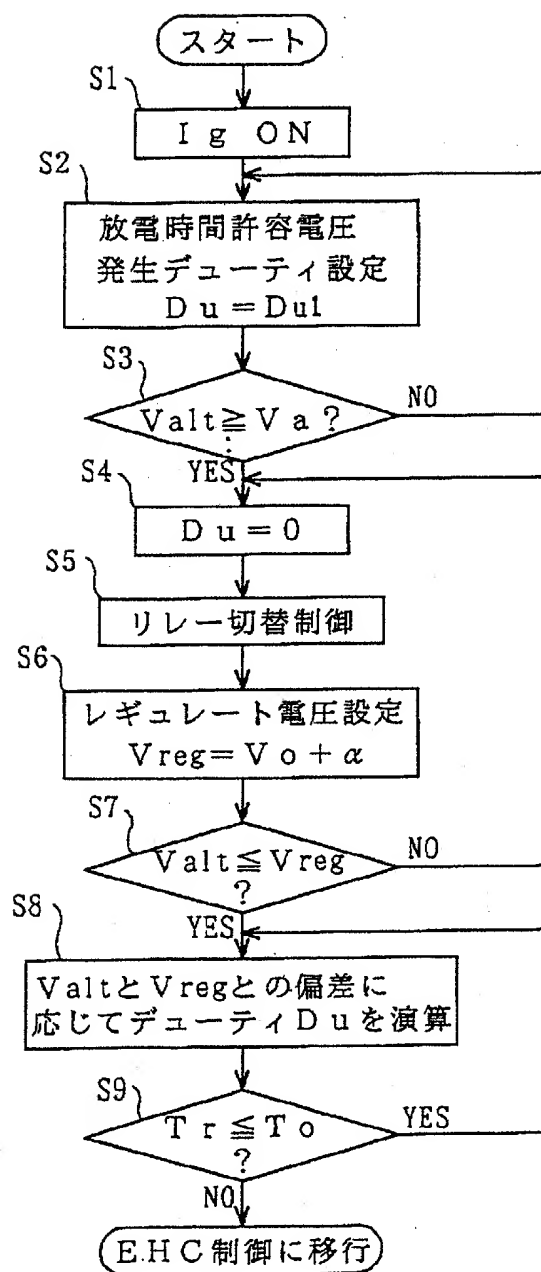 スタート
S1
Ig ON
S2
放電時間許容電圧
発生デューティ設定
Du=Du1
S3
Valt≧Va?
NO
YES
S4
Du=0
S5
リレー切替制御
S6
レギュレート電圧設定
Vreg=Vo+α
S7
Valt≦Vreg
?
NO
YES
S8
ValtとVregとの偏差に
応じてデューティDuを演算
S9
Tr≦To
?
YES
NO
E.HC制御に移行